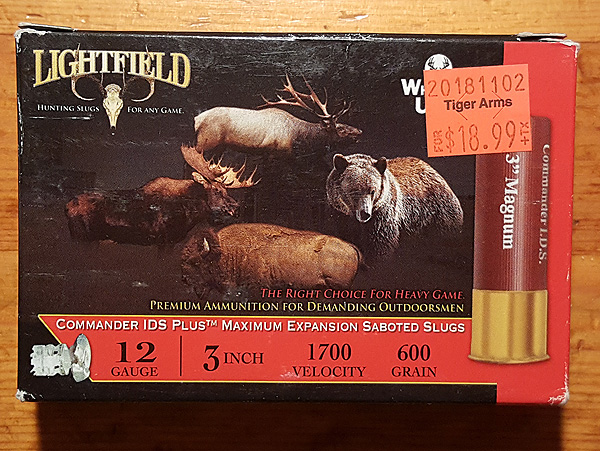 LIGHTFIELD
HUNTING SLUGS FOR ANY GAME.
20181102
Tiger Arms
FOR $18.99 +TX
Commander I.D.S.
3" Magnum
THE RIGHT CHOICE FOR HEAVY GAME.
PREMIUM AMMUNITION FOR DEMANDING OUTDOORSMEN
COMMANDER IDS PLUS™ MAXIMUM EXPANSION SABOTED SLUGS
12 GAUGE
3 INCH
1700 VELOCITY
600 GRAIN